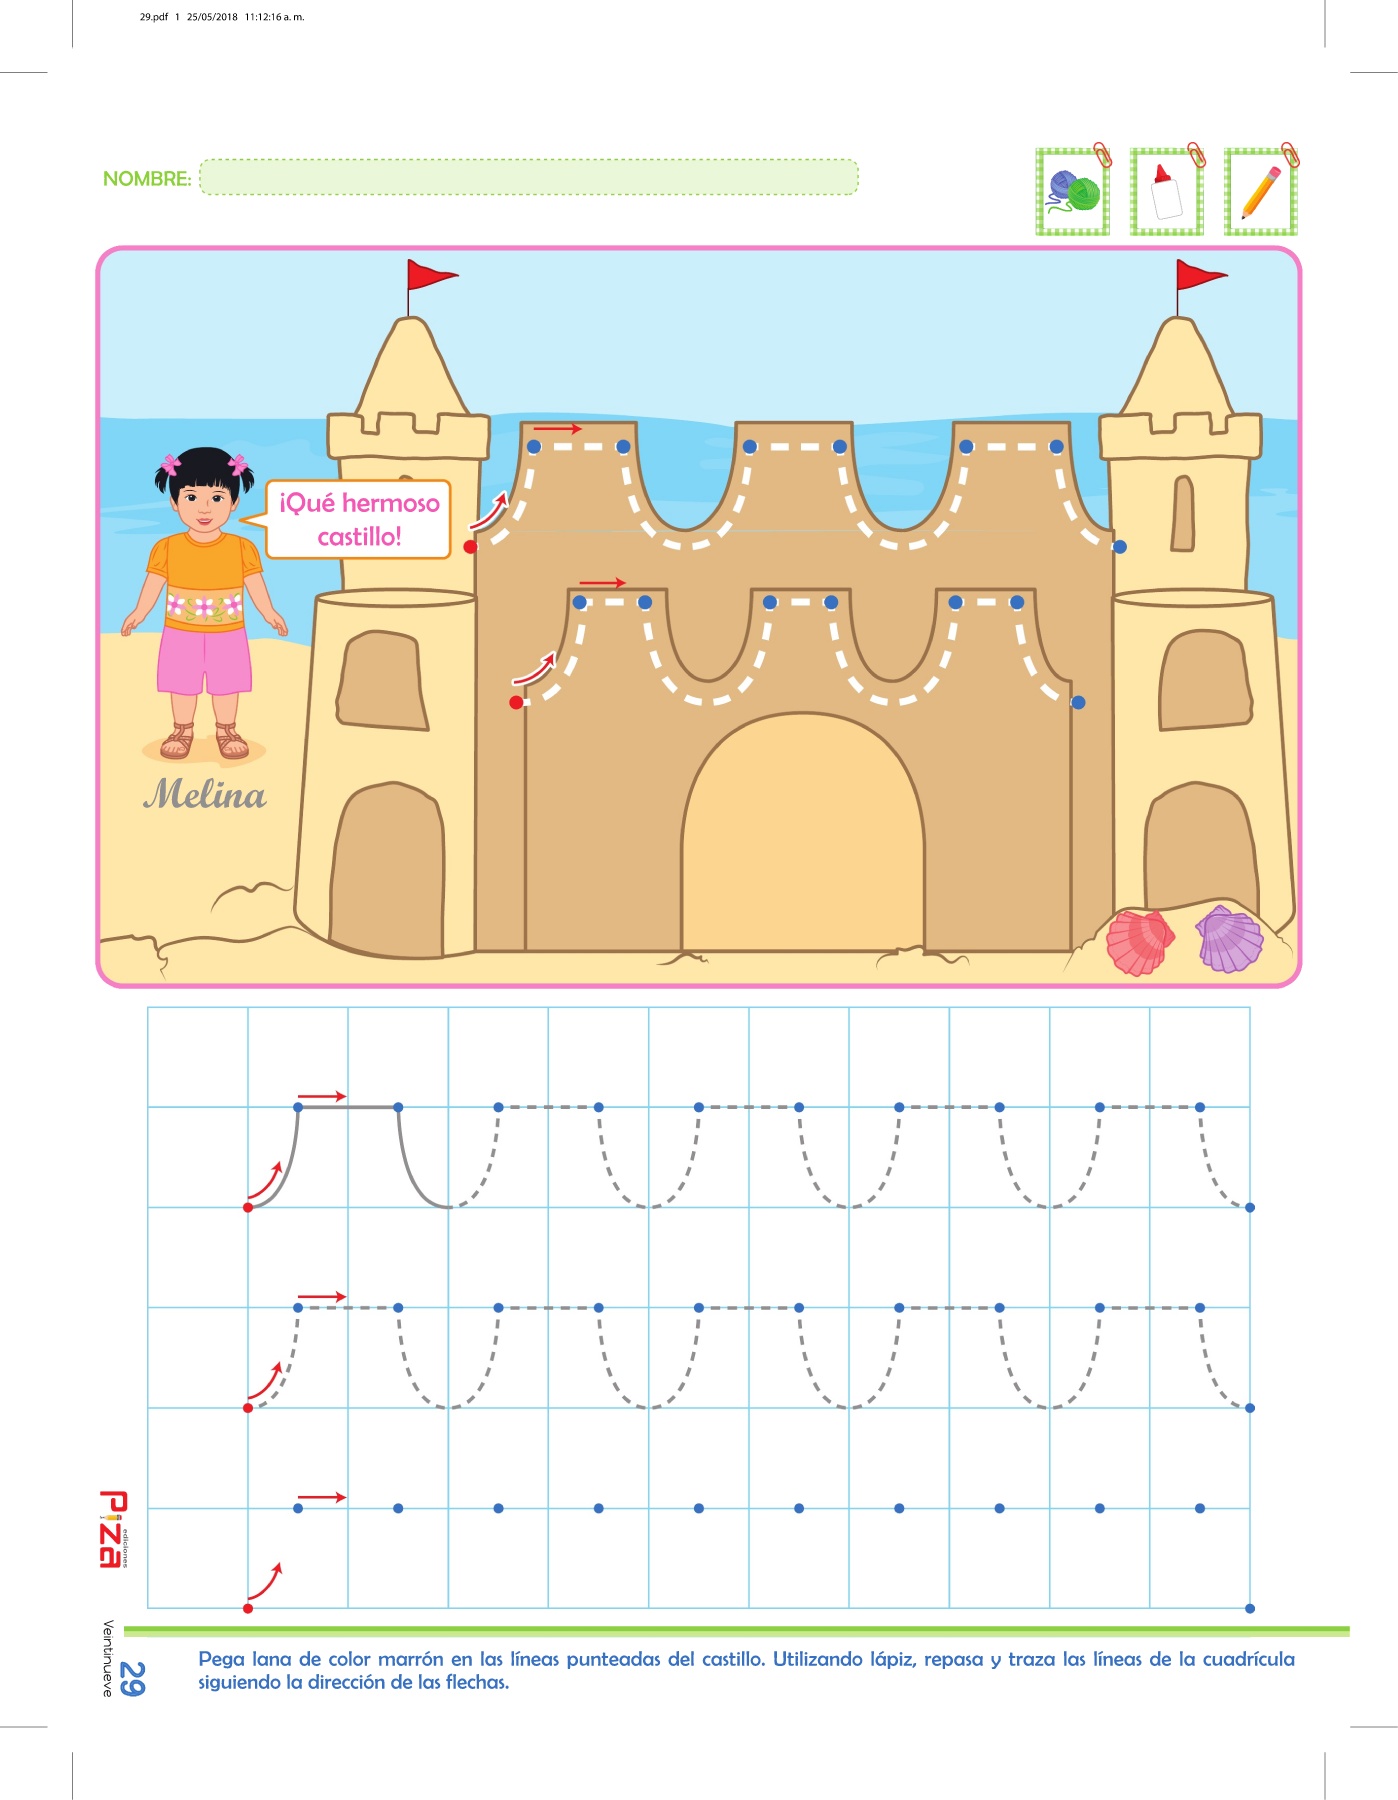 29.pdf 1 25/05/2018 11:12:16 a. m.
NOMBRE:
¡Qué hermoso
castillo!
Melina
Piza
ediciones
Veintinueve
29
Pega lana de color marrón en las líneas punteadas del castillo. Utilizando lápiz, repasa y traza las líneas de la cuadrícula
siguiendo la dirección de las flechas.